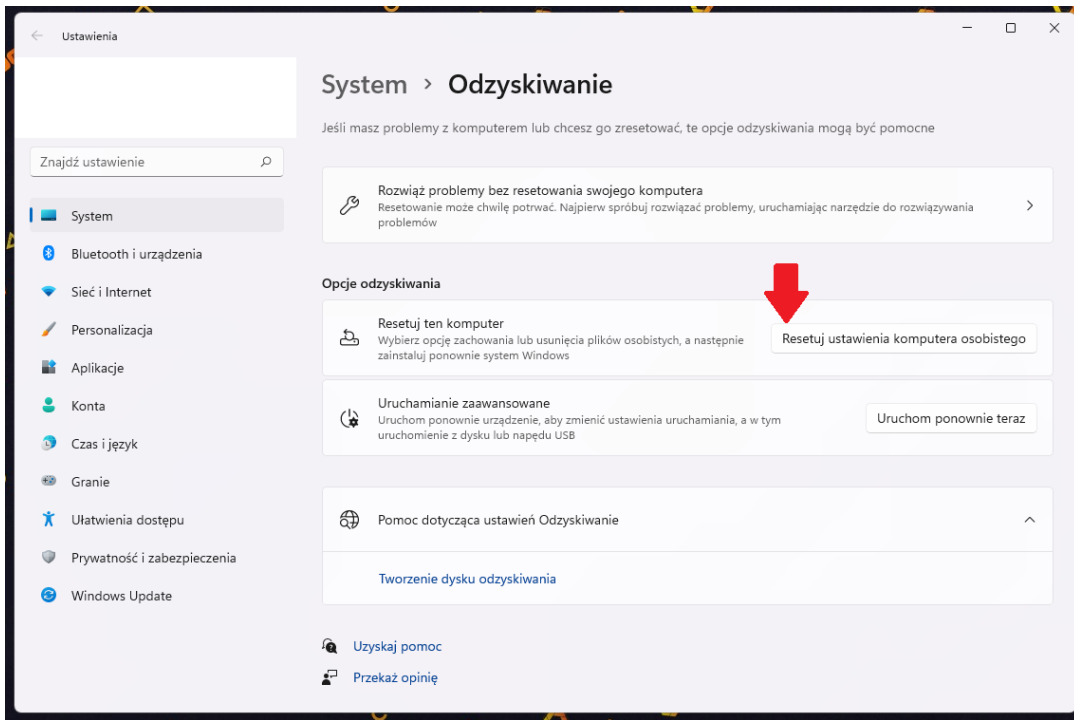 Ustawienia
System > Odzyskiwanie
Jeśli masz problemy z komputerem lub chcesz go zresetować, te opcje odzyskiwania mogą być pomocne
Znajdź ustawienie
System
Bluetooth i urządzenia
Sieć i Internet
Personalizacja
Aplikacje
Konta
Czas i język
Granie
Ułatwienia dostępu
Prywatność i zabezpieczenia
Windows Update
Rozwiąż problemy bez resetowania swojego komputera
Resetowanie może chwilę potrwać. Najpierw spróbuj rozwiązać problemy, uruchamiając narzędzie do rozwiązywania
problemów
Opcje odzyskiwania
Resetuj ten komputer
Wybierz opcję zachowania lub usunięcia plików osobistych, a następnie
zainstaluj ponownie system Windows
Resetuj ustawienia komputera osobistego
Uruchamianie zaawansowane
Uruchom ponownie urządzenie, aby zmienić ustawienia uruchamiania, a w tym
uruchomienie z dysku lub napędu USB
Uruchom ponownie teraz
Pomoc dotycząca ustawień Odzyskiwanie
Tworzenie dysku odzyskiwania
Uzyskaj pomoc
Przekaż opinię